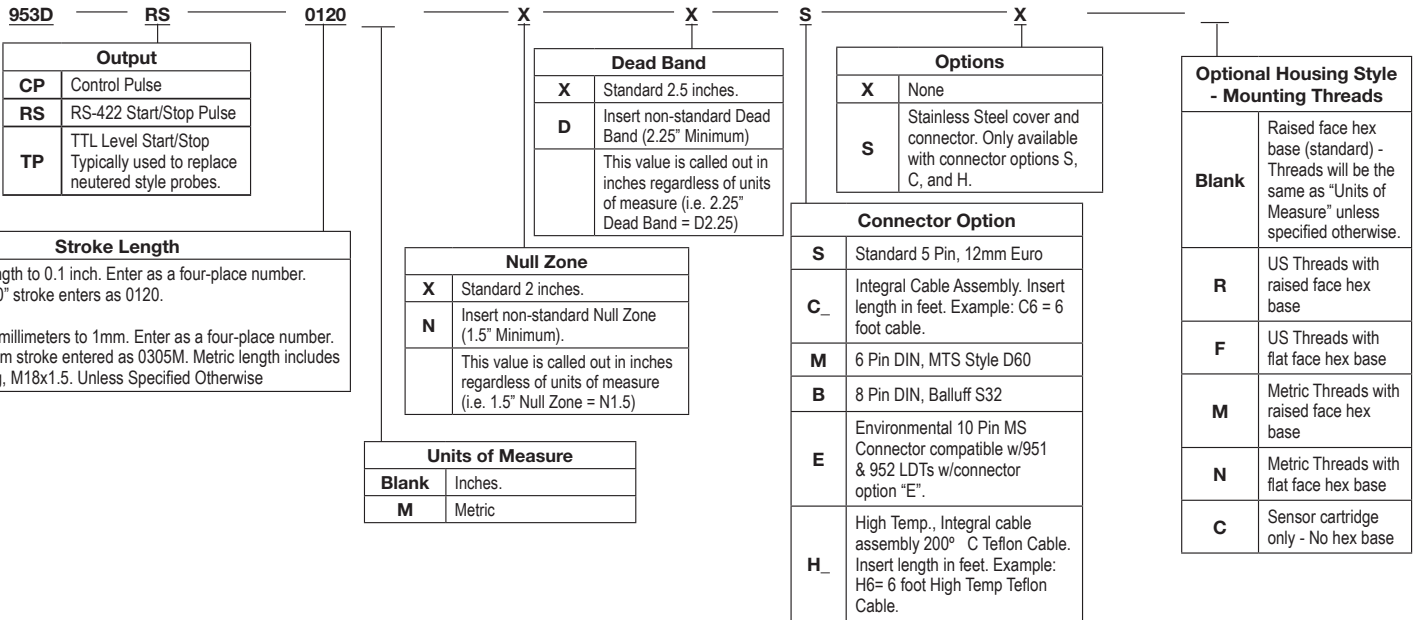 953D RS 0120 X X S X
Output
CP Control Pulse
RS RS-422 Start/Stop Pulse
TP TTL Level Start/Stop
Typically used to replace
neutered style probes.
Stroke Length
gth to 0.1 inch. Enter as a four-place number.
0” stroke enters as 0120.
millimeters to 1mm. Enter as a four-place number.
m stroke entered as 0305M. Metric length includes
g, M18x1.5. Unless Specified Otherwise
Units of Measure
Blank Inches.
M Metric
Null Zone
X Standard 2 inches.
N Insert non-standard Null Zone
(1.5” Minimum).
This value is called out in inches
regardless of units of measure
(i.e. 1.5” Null Zone = N1.5)
Dead Band
X Standard 2.5 inches.
D Insert non-standard Dead
Band (2.25” Minimum)
This value is called out in
inches regardless of units
of measure (i.e. 2.25”
Dead Band = D2.25)
Options
X None
S Stainless Steel cover and
connector. Only available
with connector options S,
C, and H.
Connector Option
S Standard 5 Pin, 12mm Euro
C_ Integral Cable Assembly. Insert
length in feet. Example: C6 = 6
foot cable.
M 6 Pin DIN, MTS Style D60
B 8 Pin DIN, Balluff S32
E Environmental 10 Pin MS
Connector compatible w/951
& 952 LDTs w/connector
option “E”.
H_ High Temp., Integral cable
assembly 200º C Teflon Cable.
Insert length in feet. Example:
H6= 6 foot High Temp Teflon
Cable.
Optional Housing Style
- Mounting Threads
Blank Raised face hex
base (standard) -
Threads will be the
same as “Units of
Measure” unless
specified otherwise.
R US Threads with
raised face hex
base
F US Threads with
flat face hex base
M Metric Threads with
raised face hex
base
N Metric Threads with
flat face hex base
C Sensor cartridge
only - No hex base